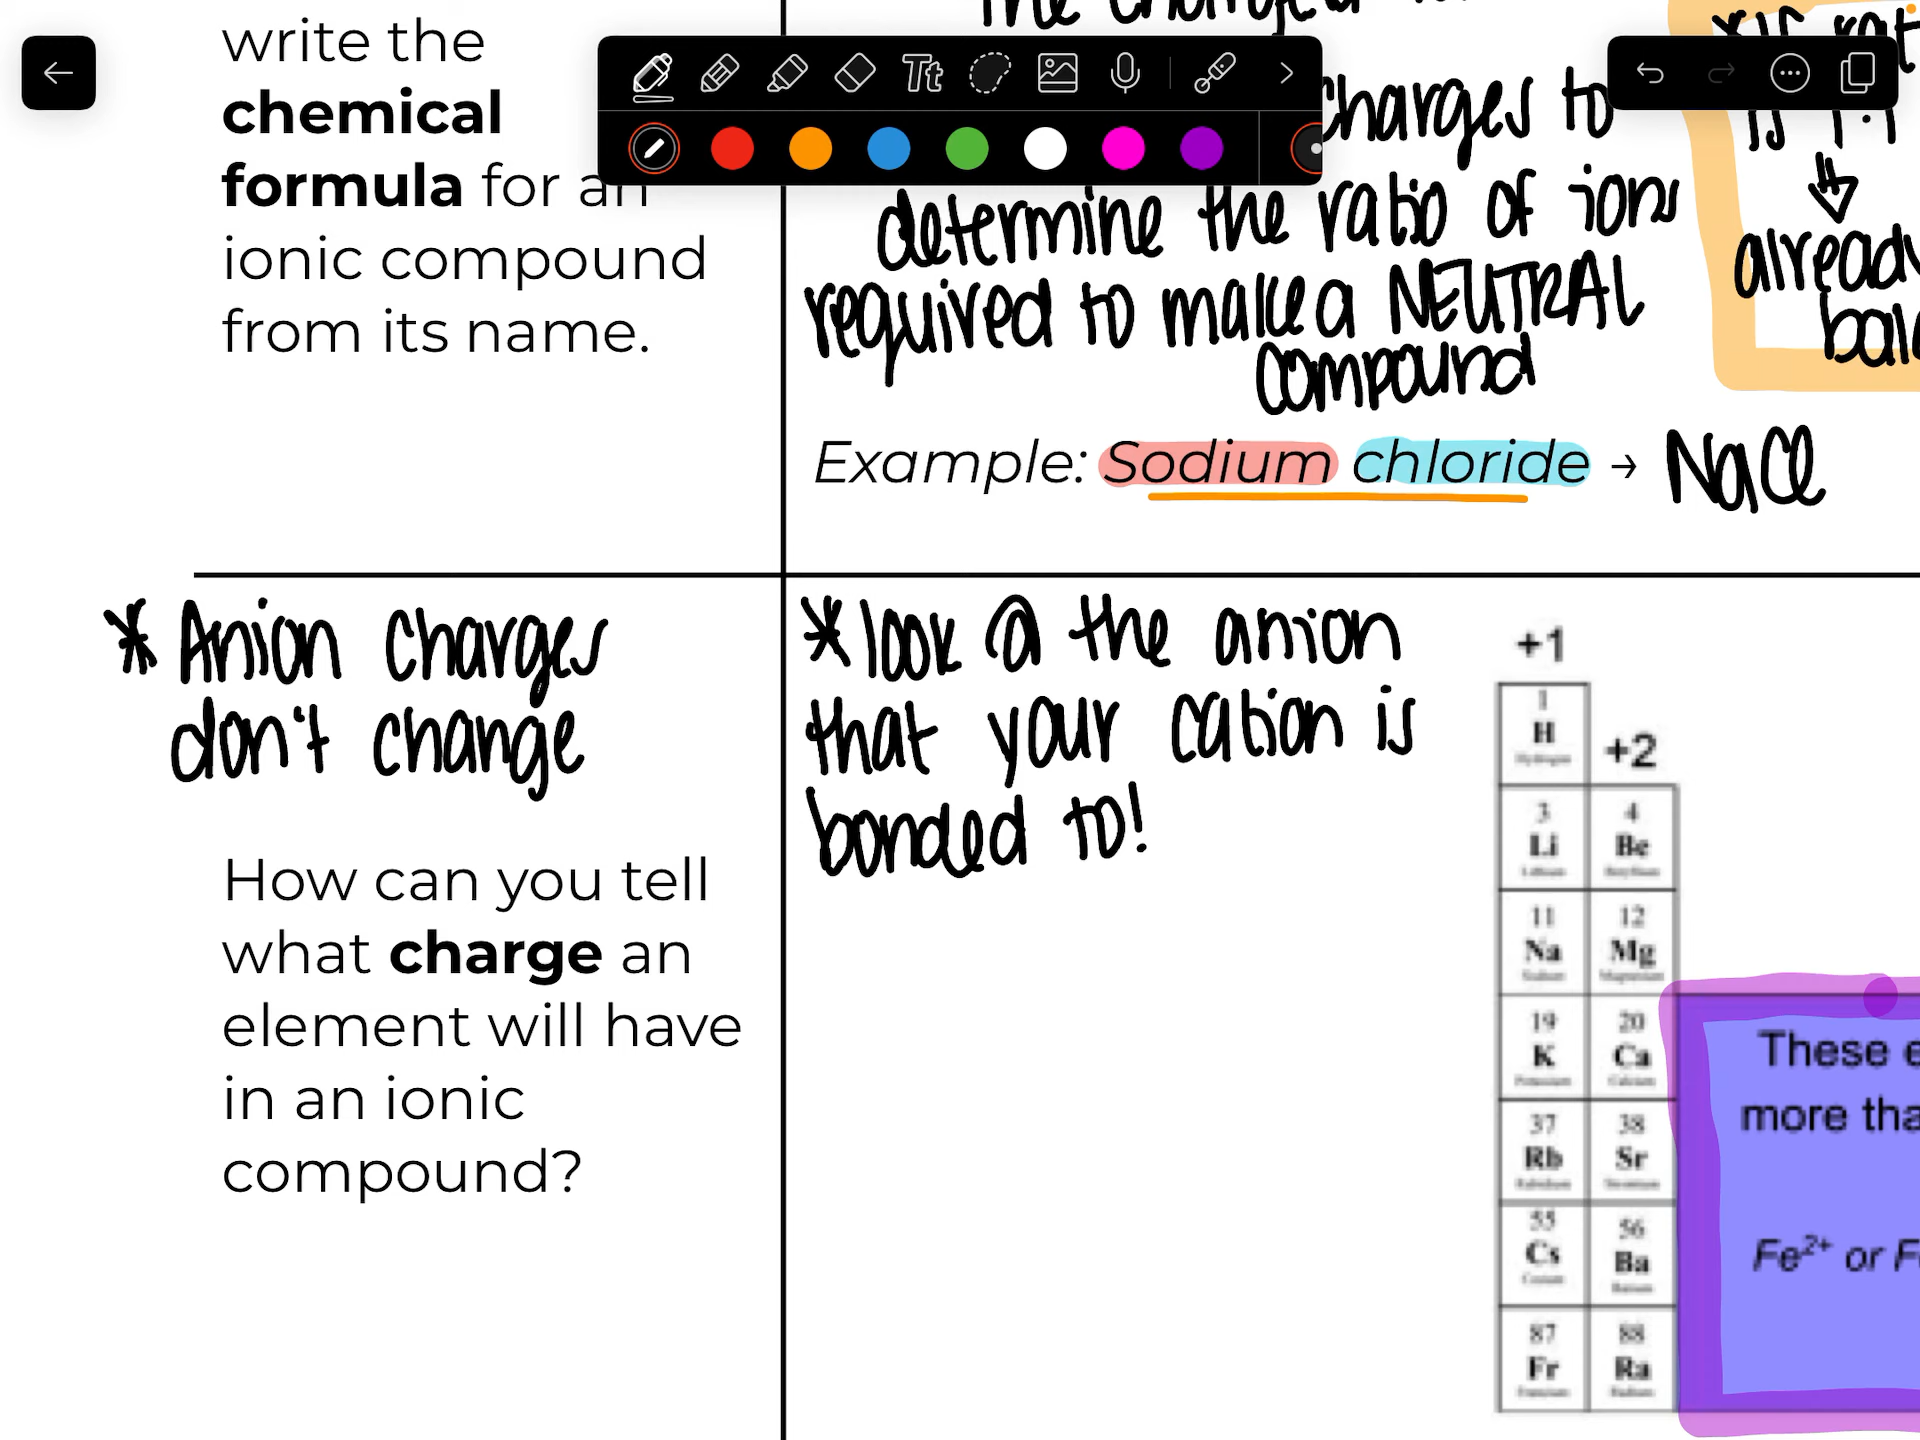 write the
chemical
formula for an
ionic compound
from its name.
Tt
charges to
determine the ratio of ions
required to make a NEUTRAL
compound
Example: Sodium chloride → NaCl
is 1:1
* Anion charges
don't change
How can you tell
what charge an
element will have
in an ionic
compound?
* look @ the anion
that your cation is
bonded to!
+1
+2
1
H
3
Li
4
Be
11
Na
12
Mg
19
K
20
Ca
37
Rb
38
Sr
55
Cs
56
Ba
87
Fr
88
Ra
These
more
Fe²⁺ or